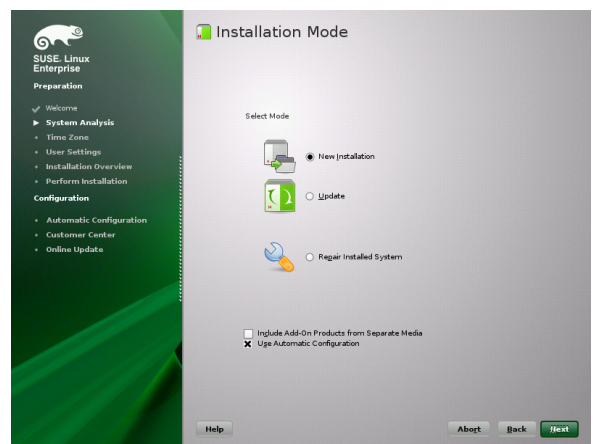 SUSE. Linux
Enterprise
Preparation
Welcome
System Analysis
Time Zone
User Settings
Installation Overview
Perform Installation
Configuration
Automatic Configuration
Customer Center
Online Update
Installation Mode
Select Mode
New Installation
Update
Repair Installed System
Include Add-On Products from Separate Media
Use Automatic Configuration
Help
Abort
Back
Next